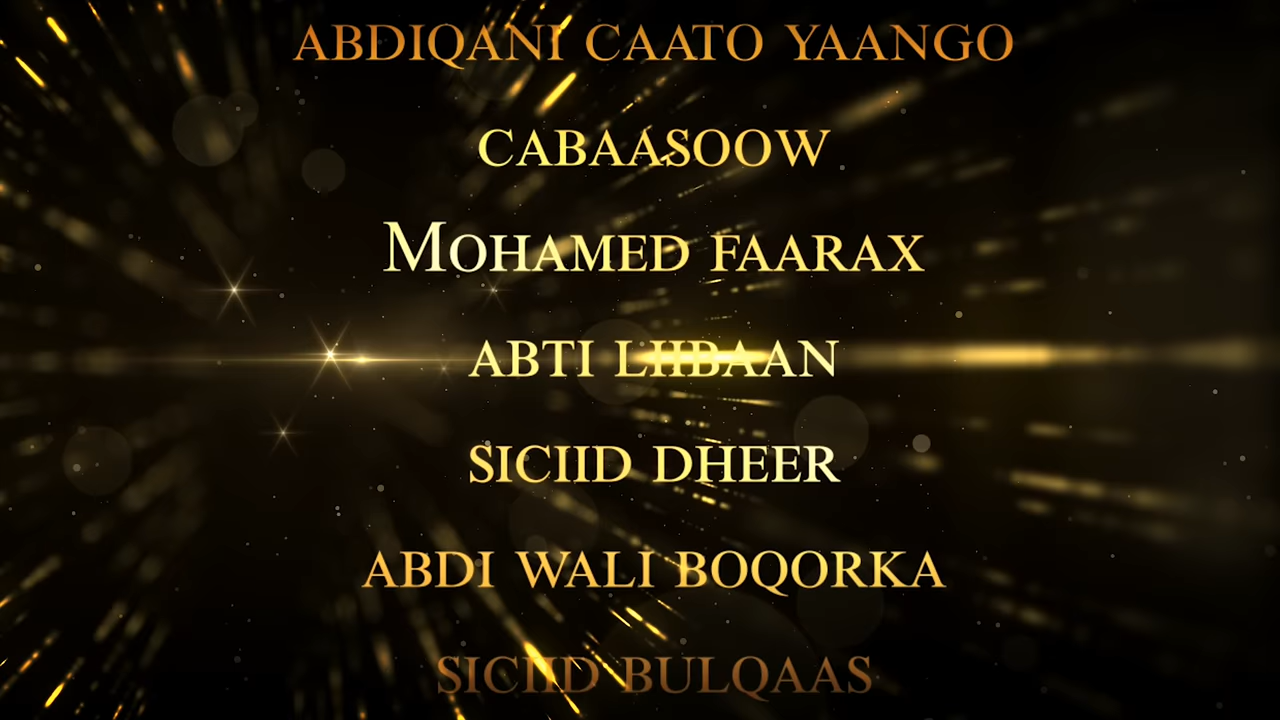 ABDIQANI CAATO YAANGO
CABAASOOW
MOHAMED FAARAX
ABTI LIIBAAN
SICIID DHEER
ABDI WALI BOQORKA
SICIID BULQAAS